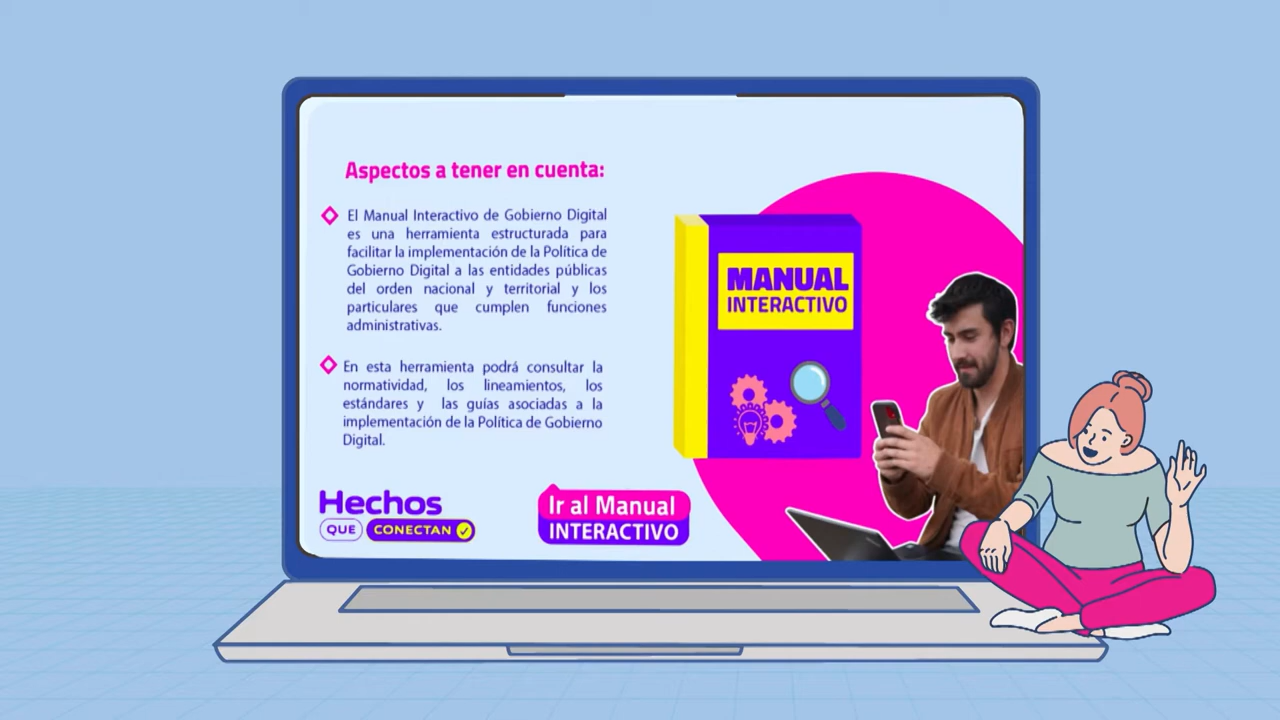 Aspectos a tener en cuenta:
El Manual Interactivo de Gobierno Digital
es una herramienta estructurada para
facilitar la implementación de la Política de
Gobierno Digital a las entidades públicas
del orden nacional y territorial y los
particulares que cumplen funciones
administrativas.
En esta herramienta podrá consultar la
normatividad, los lineamientos, los
estándares y las guías asociadas a la
implementación de la Política de Gobierno
Digital.
Hechos
QUE CONECTAN
Ir al Manual
INTERACTIVO
MANUAL
INTERACTIVO